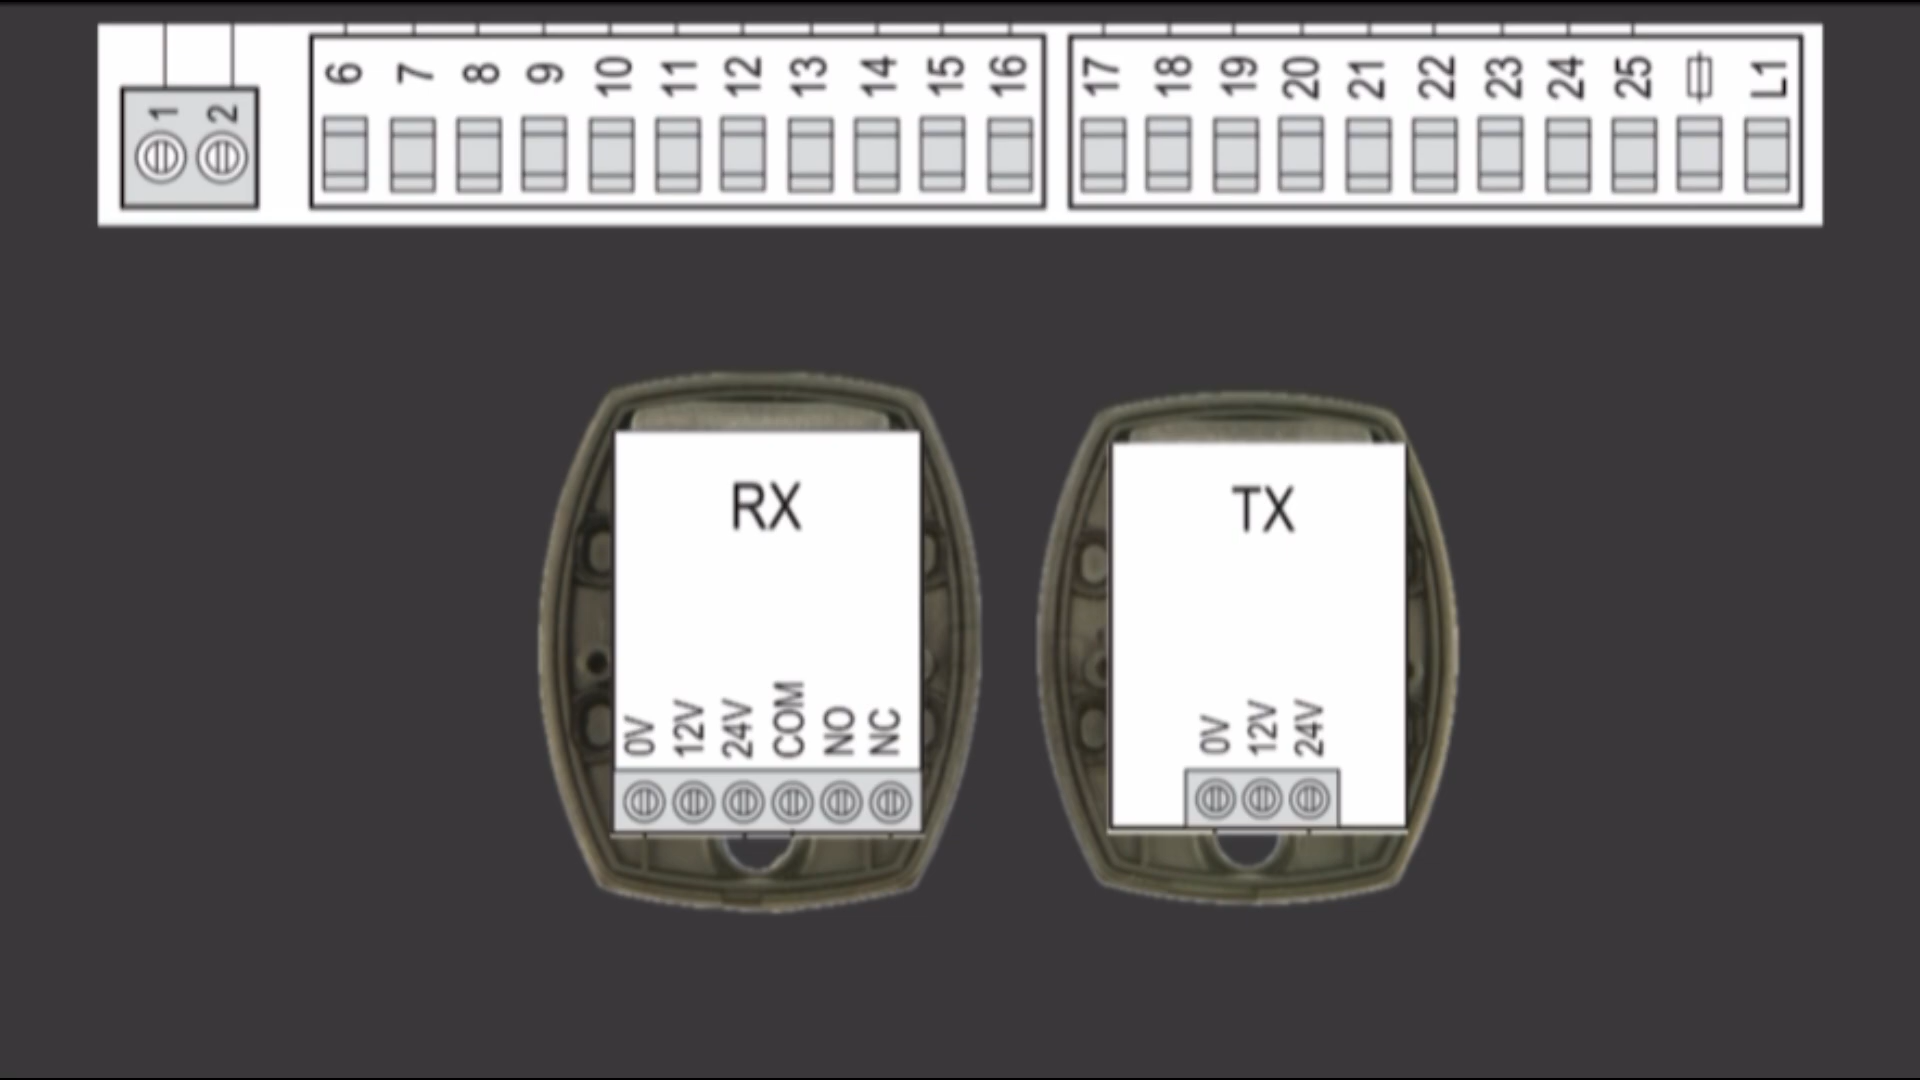 1 2 6 7 8 9 10 11 12 13 14 15 16 17 18 19 20 21 22 23 24 25 L1
RX
0V 12V 24V COM NO NC
TX
0V 12V 24V